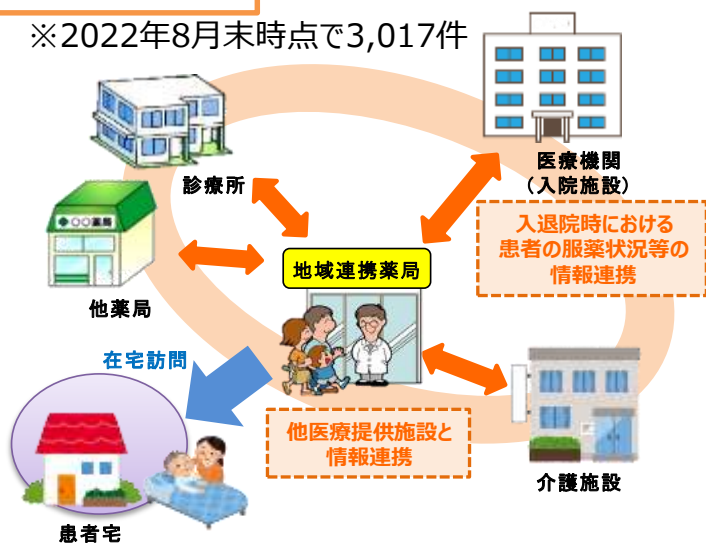 ※2022年8月末時点で3,017件
診療所
医療機関
（入院施設）
○○薬局
入退院時における
患者の服薬状況等の
情報連携
地域連携薬局
他薬局
在宅訪問
他医療提供施設と
情報連携
介護施設
患者宅